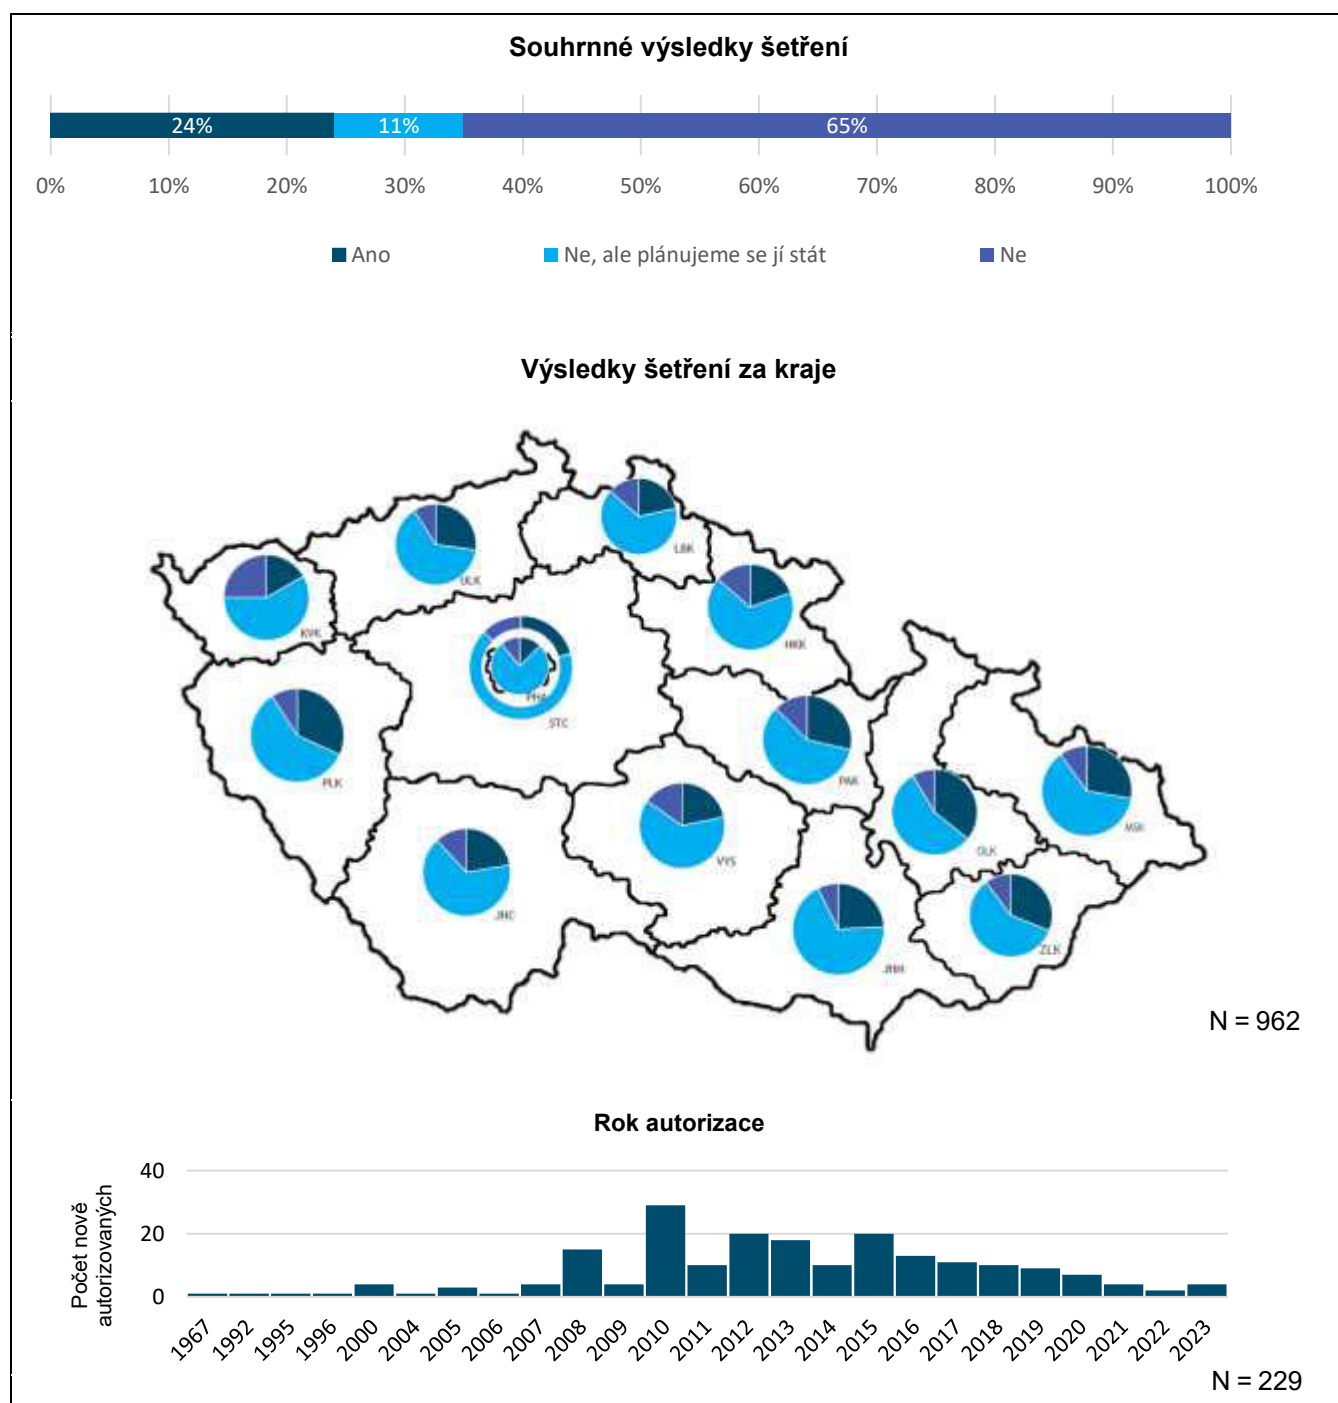 Souhrnné výsledky šetření
24% 11% 65%
0% 10% 20% 30% 40% 50% 60% 70% 80% 90% 100%
Ano Ne, ale plánujeme se jí stát Ne
Výsledky šetření za kraje
LBK
ULK
KVK
HKK
PHA
STC
PLK
PAK
MSK
OLK
VYS
JHC
ZLK
JHM
N = 962
Rok autorizace
Počet nově
autorizovaných
40
20
0
1967 1992 1995 1996 2000 2004 2005 2006 2007 2008 2009 2010 2011 2012 2013 2014 2015 2016 2017 2018 2019 2020 2021 2022 2023
N = 229